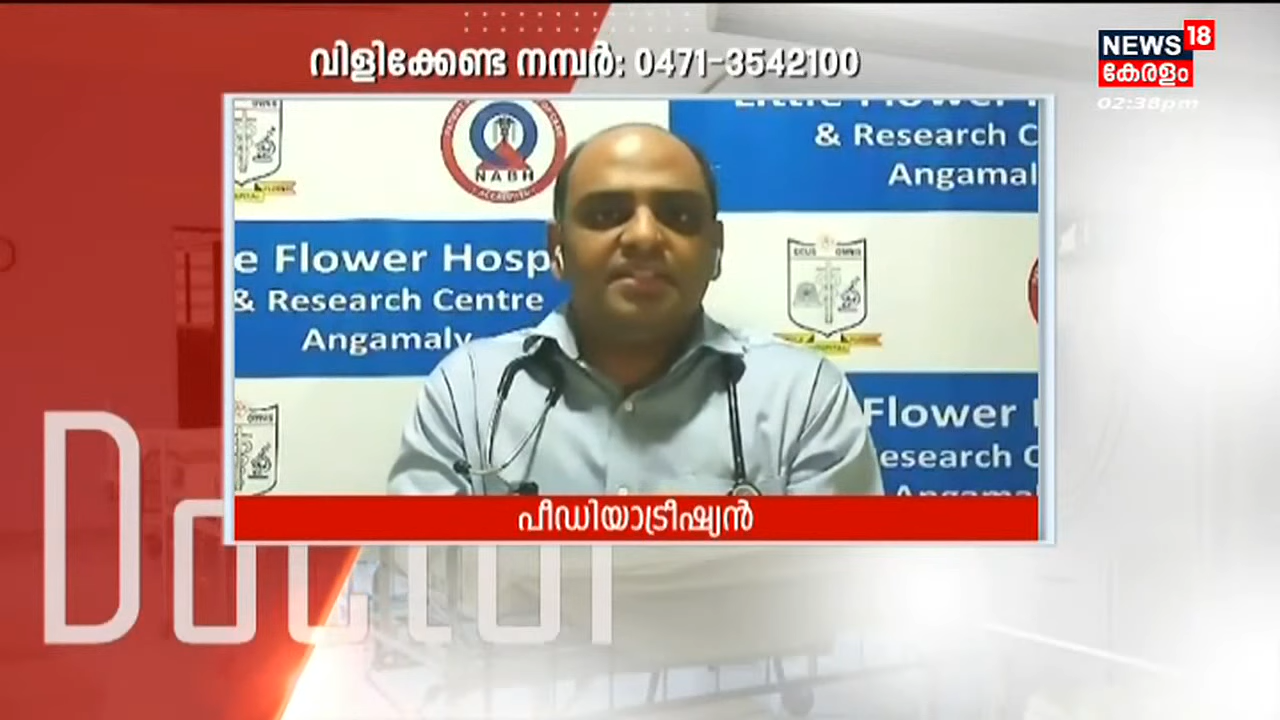 വിളിക്കേണ്ട നമ്പർ: 0471-3542100
NEWS 18
കേരളം
02:38pm
NABH
& Research
Angamal
e Flower Hosp
& Research Centre
Angamaly
Flower
esearch C
പീഡിയാട്രീഷ്യൻ
Doctor